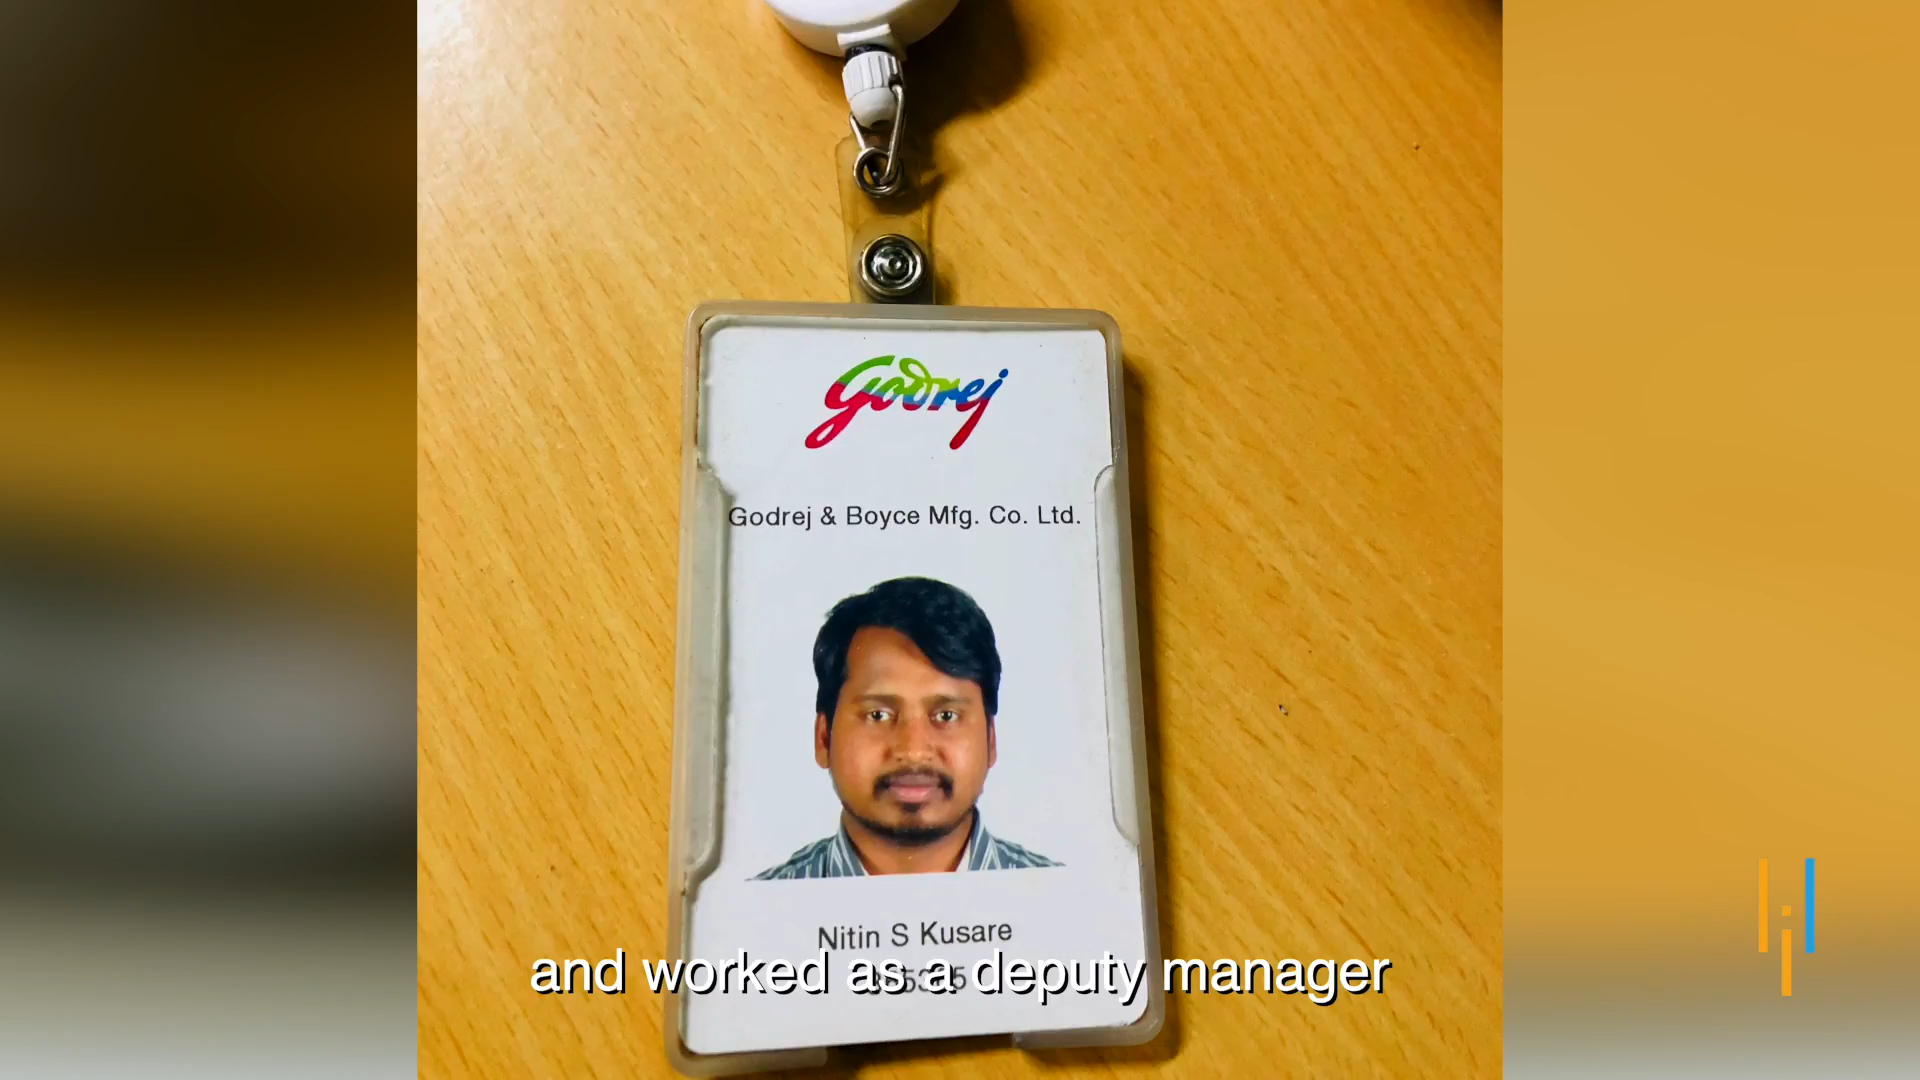 Godrej
Godrej & Boyce Mfg. Co. Ltd.
Nitin S Kusare
and worked as a deputy manager